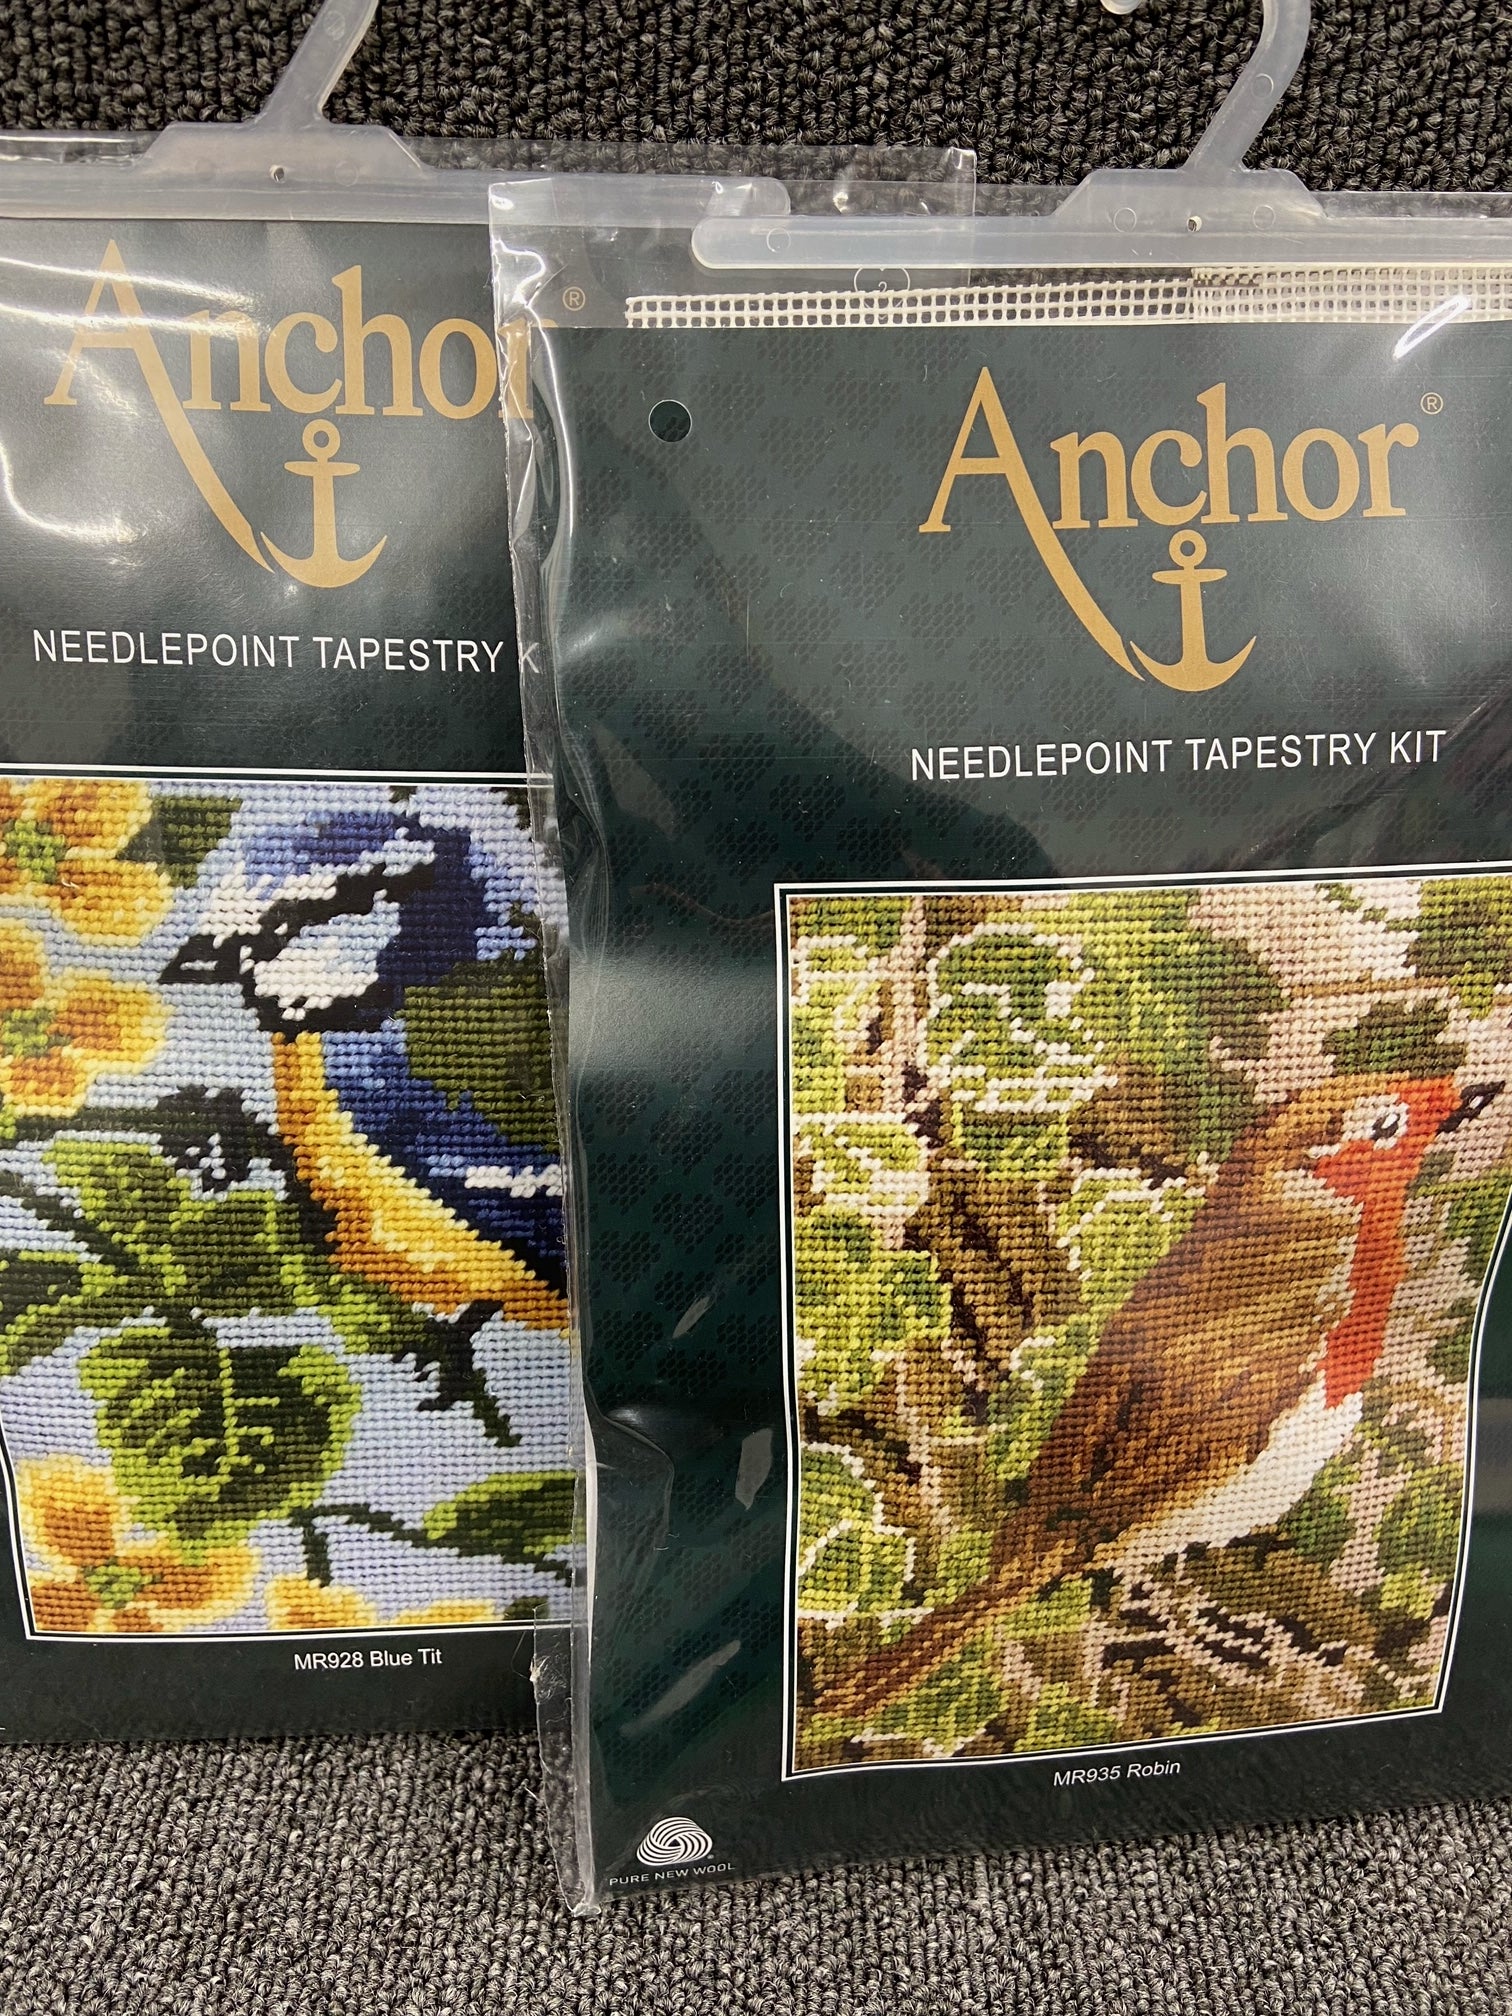 Anchor®
NEEDLEPOINT TAPESTRY K
MR928 Blue Tit
Anchor®
NEEDLEPOINT TAPESTRY KIT
MR935 Robin
PURE NEW WOOL